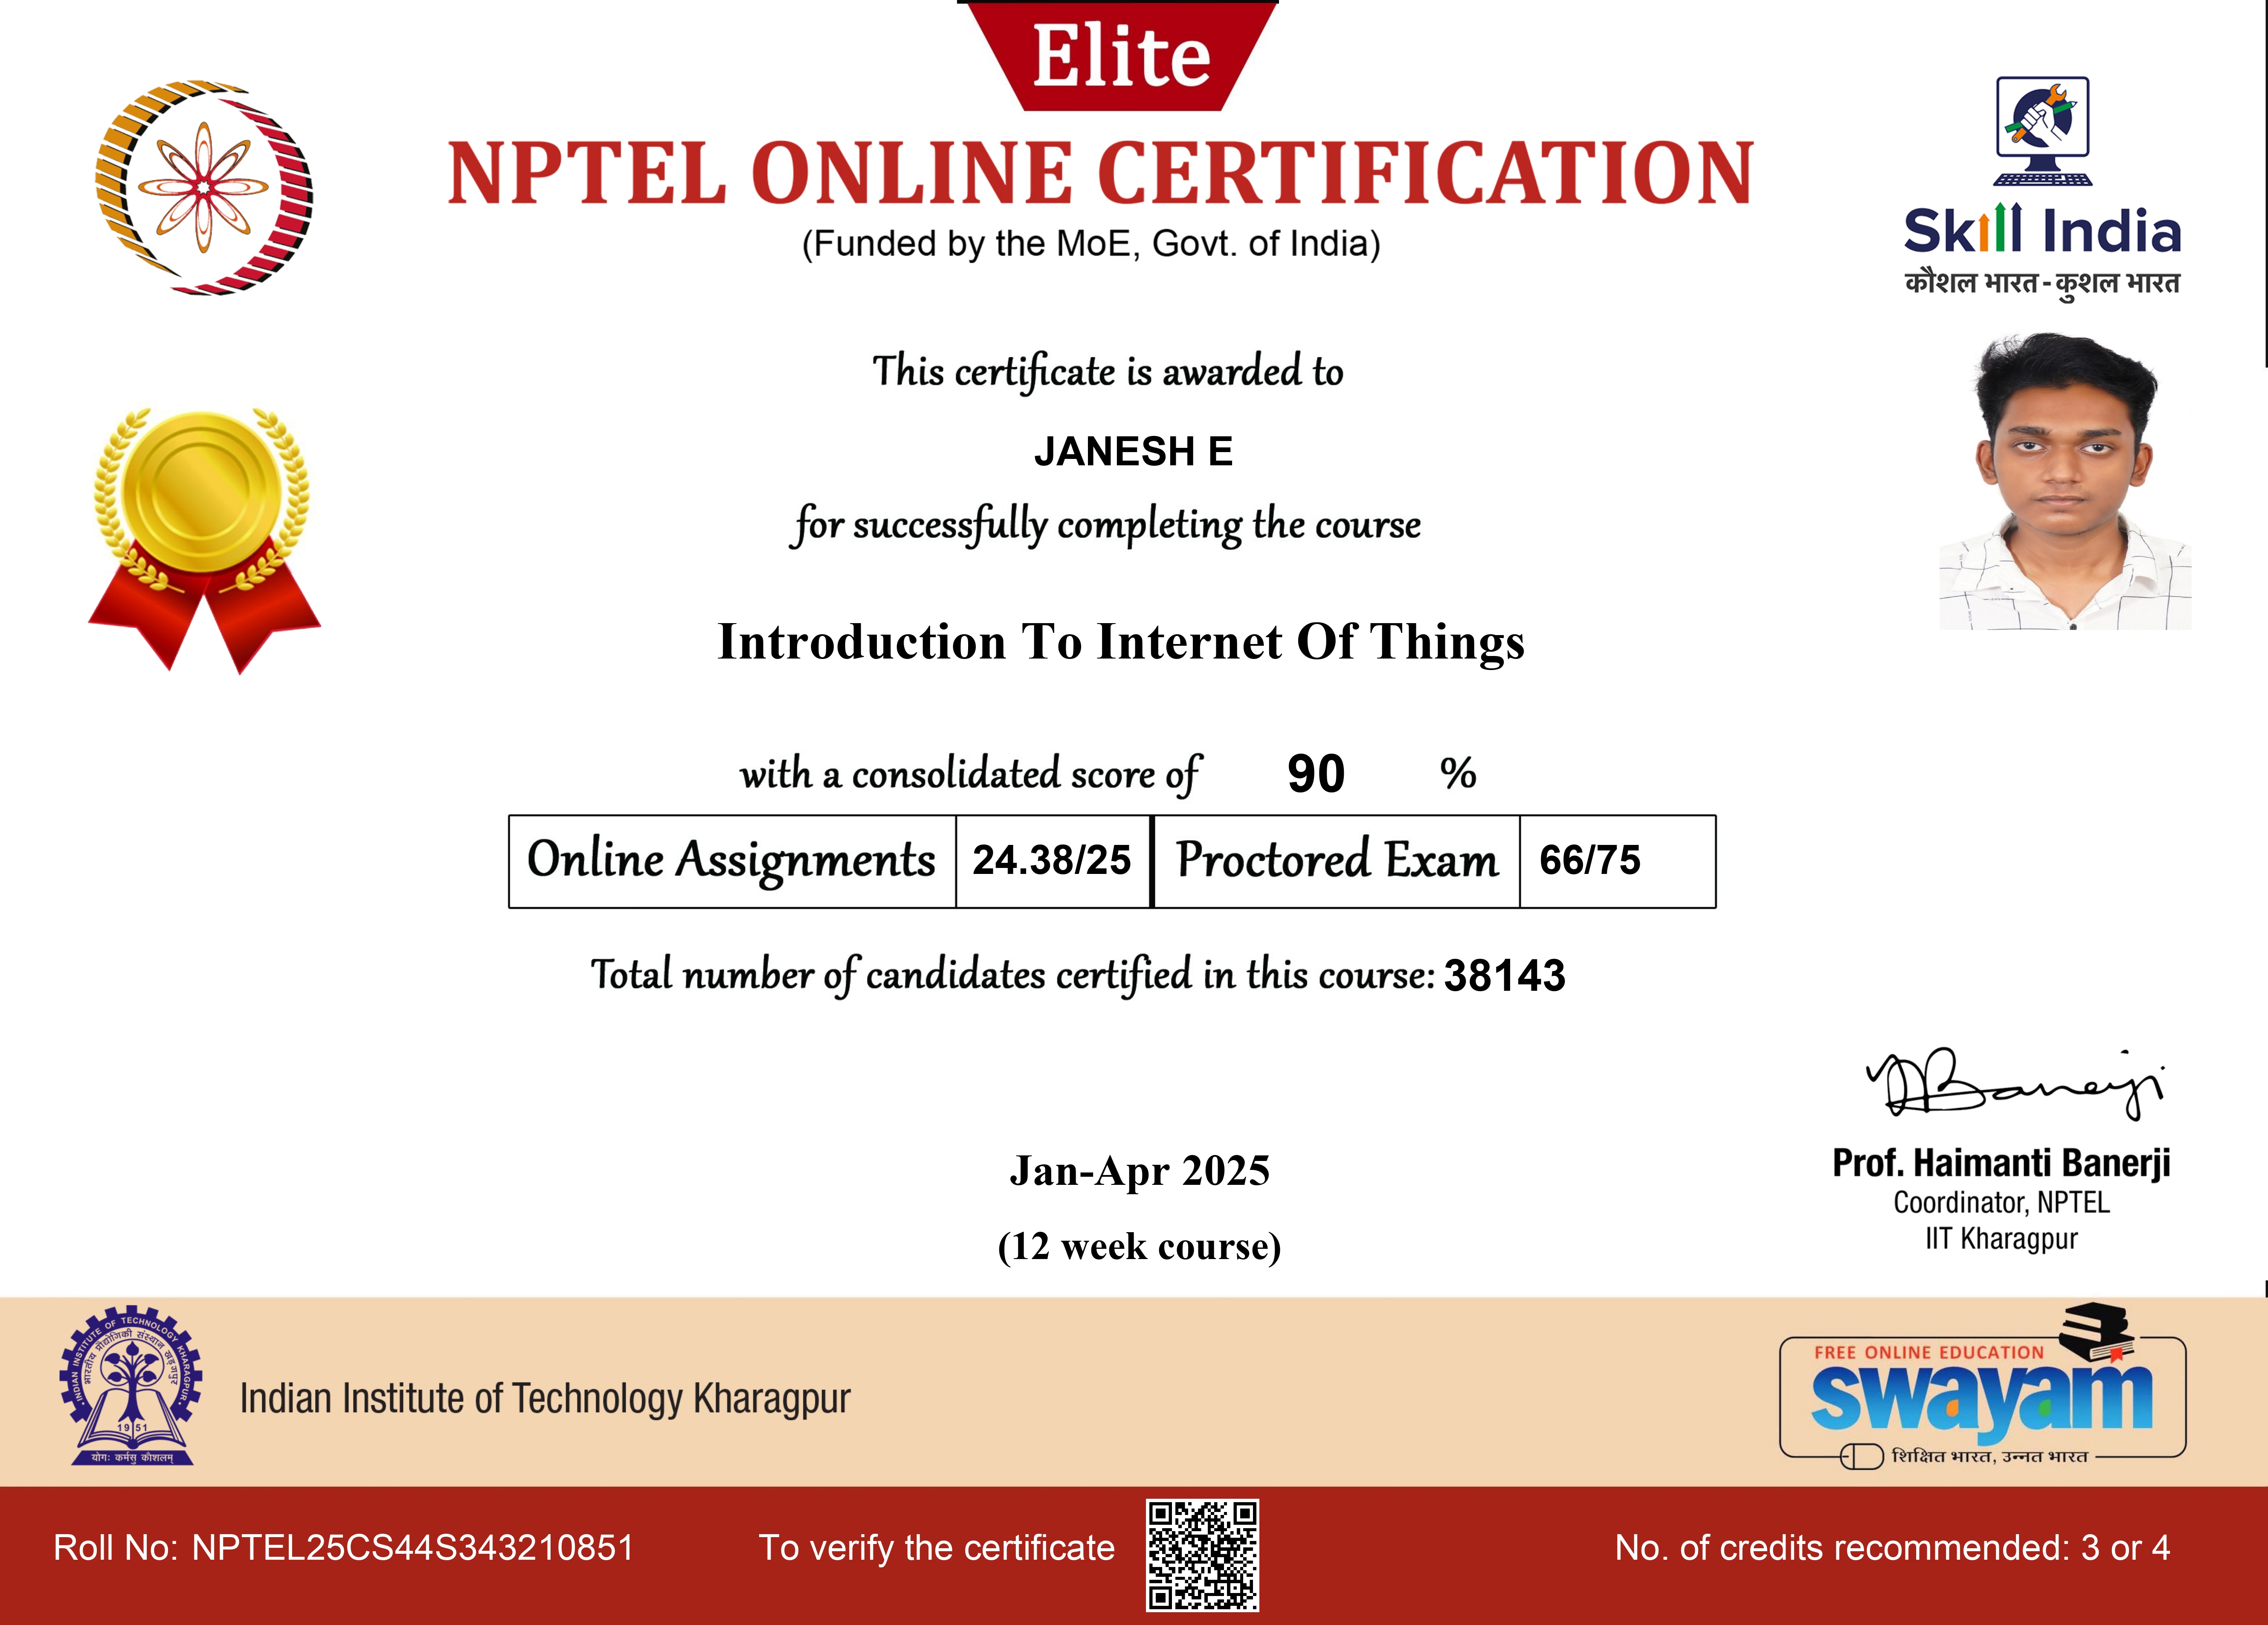 Elite
NPTEL ONLINE CERTIFICATION
(Funded by the MoE, Govt. of India)
Skill India
कौशल भारत - कुशल भारत
This certificate is awarded to
JANESH E
for successfully completing the course
Introduction To Internet Of Things
with a consolidated score of 90 %
Online Assignments 24.38/25 Proctored Exam 66/75
Total number of candidates certified in this course: 38143
Banerji
Prof. Haimanti Banerji
Coordinator, NPTEL
IIT Kharagpur
Jan-Apr 2025
(12 week course)
INDIAN INSTITUTE OF TECHNOLOGY KHARAGPUR
भारतीय प्रौद्योगिकी संस्थान खड़गपुर
1951
योगः कर्मसु कौशलम्
Indian Institute of Technology Kharagpur
FREE ONLINE EDUCATION
swayam
शिक्षित भारत, उन्नत भारत
Roll No: NPTEL25CS44S343210851
To verify the certificate
No. of credits recommended: 3 or 4